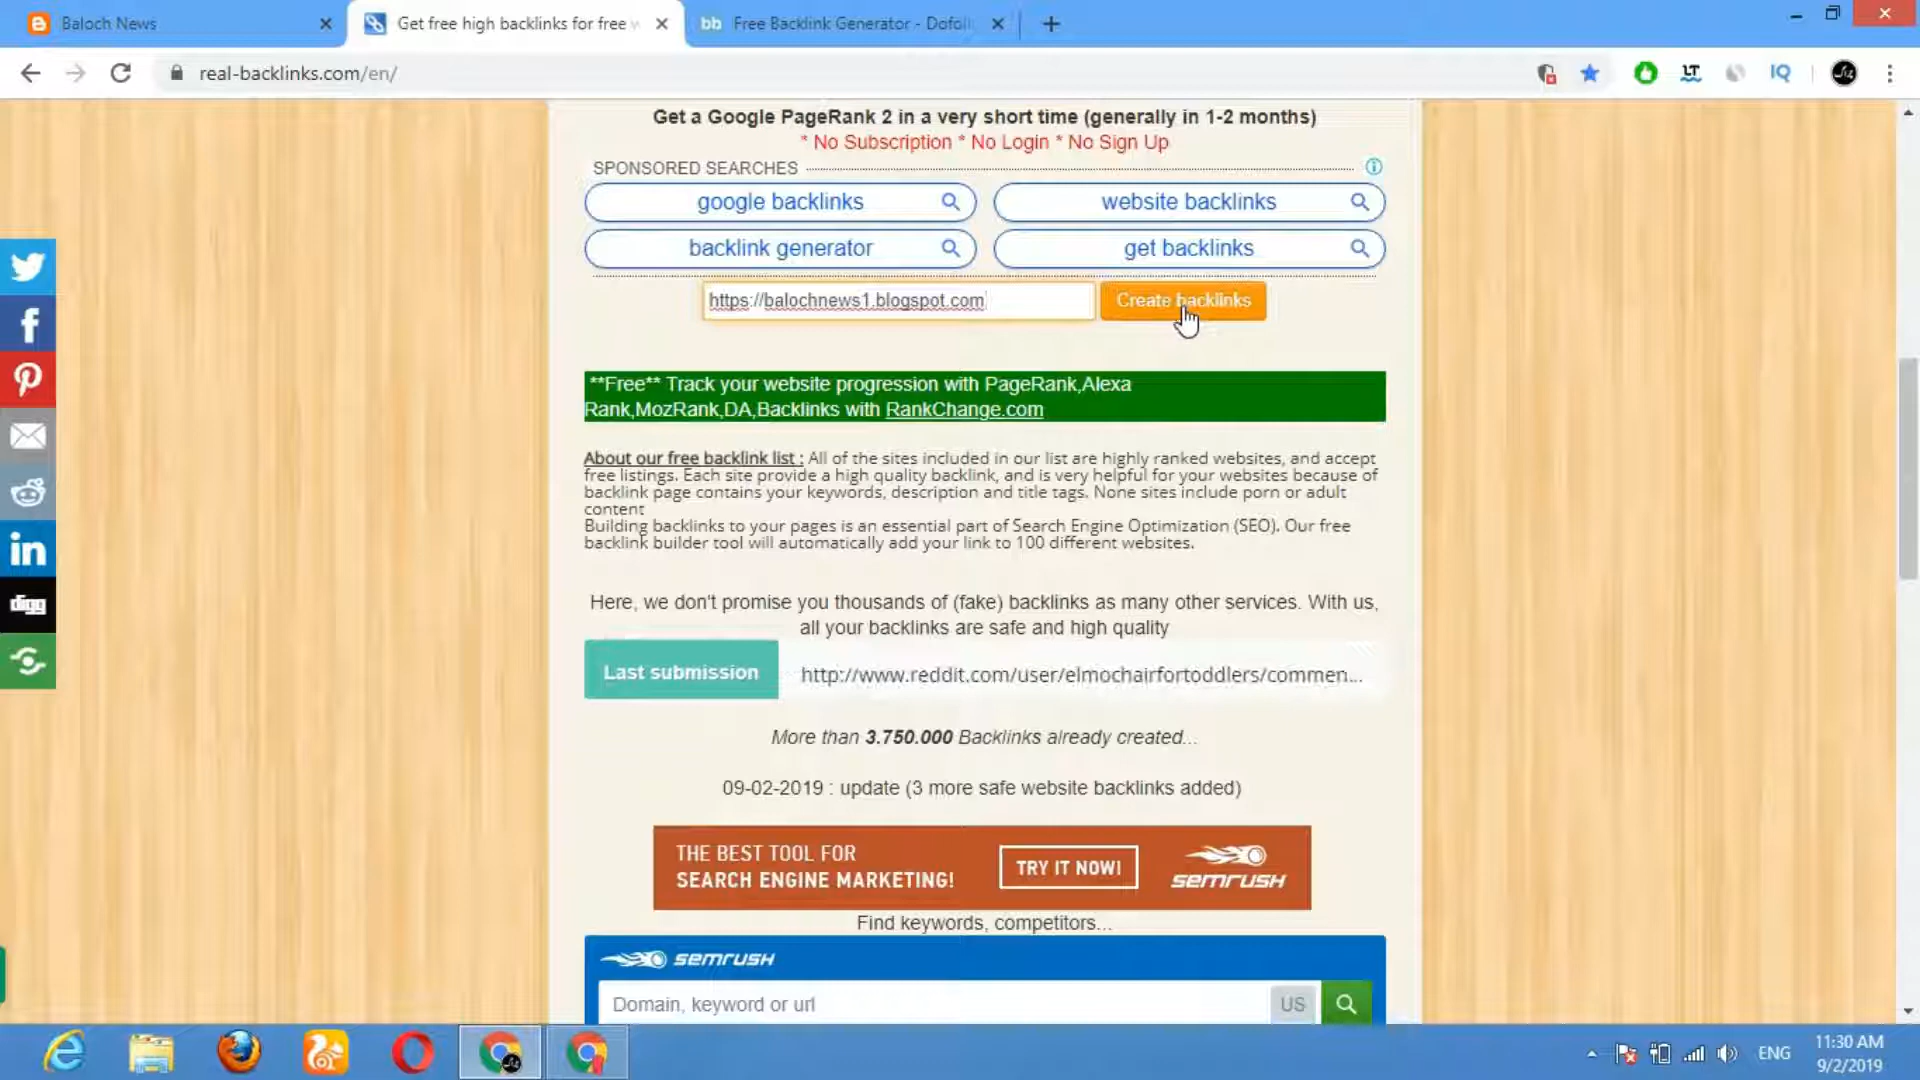 Baloch News
Get free high backlinks for free w
bb Free Backlink Generator - Dofoll
real-backlinks.com/en/
LT
IQ
Get a Google PageRank 2 in a very short time (generally in 1-2 months)
* No Subscription * No Login * No Sign Up
SPONSORED SEARCHES
google backlinks
website backlinks
backlink generator
get backlinks
https://balochnews1.blogspot.com
Create backlinks
**Free** Track your website progression with PageRank,Alexa
Rank,MozRank,DA,Backlinks with RankChange.com
About our free backlink list : All of the sites included in our list are highly ranked websites, and accept
free listings. Each site provide a high quality backlink, and is very helpful for your websites because of
backlink page contains your keywords, description and title tags. None sites include porn or adult
content
Building backlinks to your pages is an essential part of Search Engine Optimization (SEO). Our free
backlink builder tool will automatically add your link to 100 different websites.
Here, we don't promise you thousands of (fake) backlinks as many other services. With us,
all your backlinks are safe and high quality
Last submission
http://www.reddit.com/user/elmochairfortoddlers/commen...
More than 3.750.000 Backlinks already created...
09-02-2019 : update (3 more safe website backlinks added)
THE BEST TOOL FOR
SEARCH ENGINE MARKETING!
TRY IT NOW!
semrush
Find keywords, competitors...
semrush
Domain, keyword or url
US
digg
ENG
11:30 AM
9/2/2019